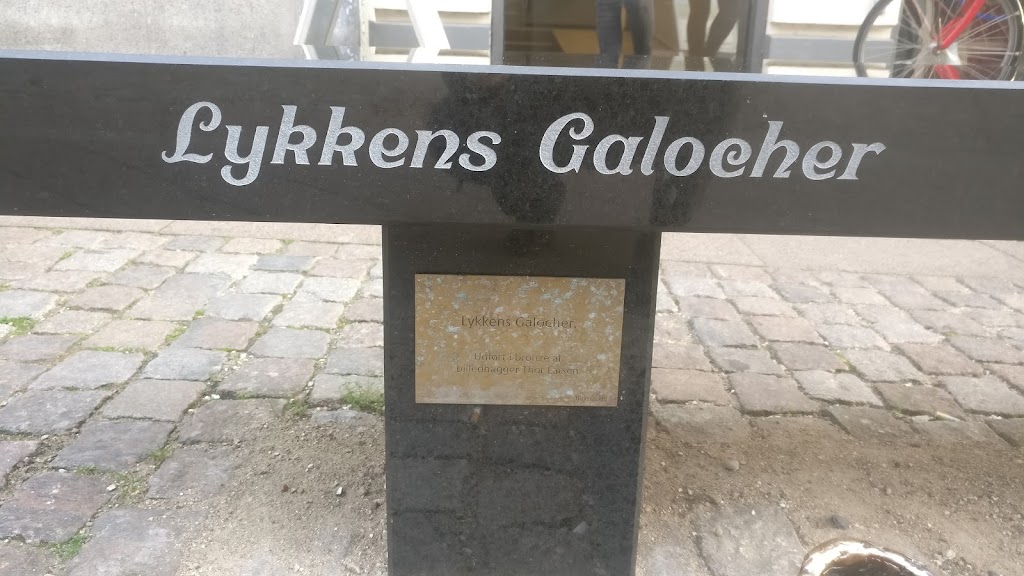 Lykkens Galocher
Lykkens Galocher.
Udført i bronze af
billedhugger Thor Larsen